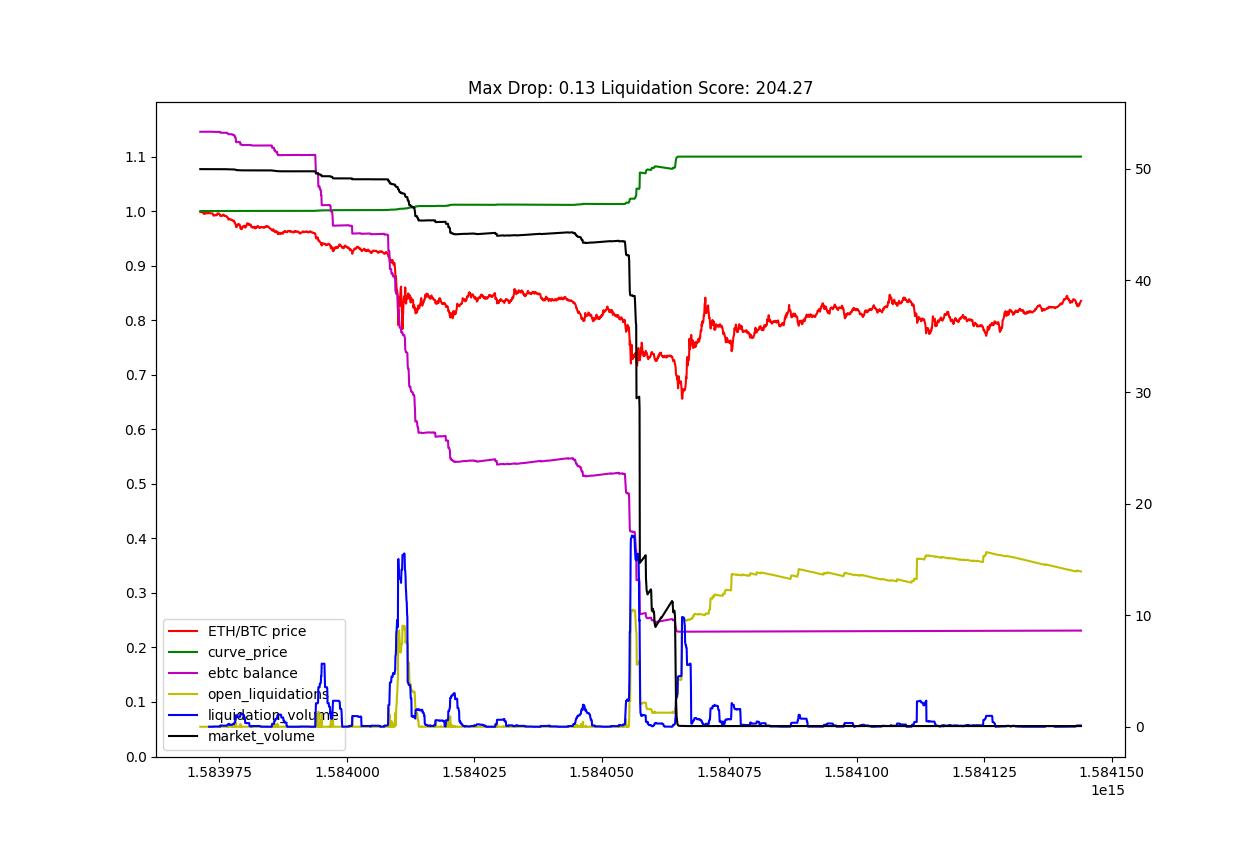 Max Drop: 0.13 Liquidation Score: 204.27
1.1
1.0
0.9
0.8
0.7
0.6
0.5
0.4
0.3
0.2
0.1
0.0
50
40
30
20
10
0
ETH/BTC price
curve_price
ebtc balance
open_liquidations
liquidation_volume
market_volume
1.583975 1.584000 1.584025 1.584050 1.584075 1.584100 1.584125 1.584150
1e15